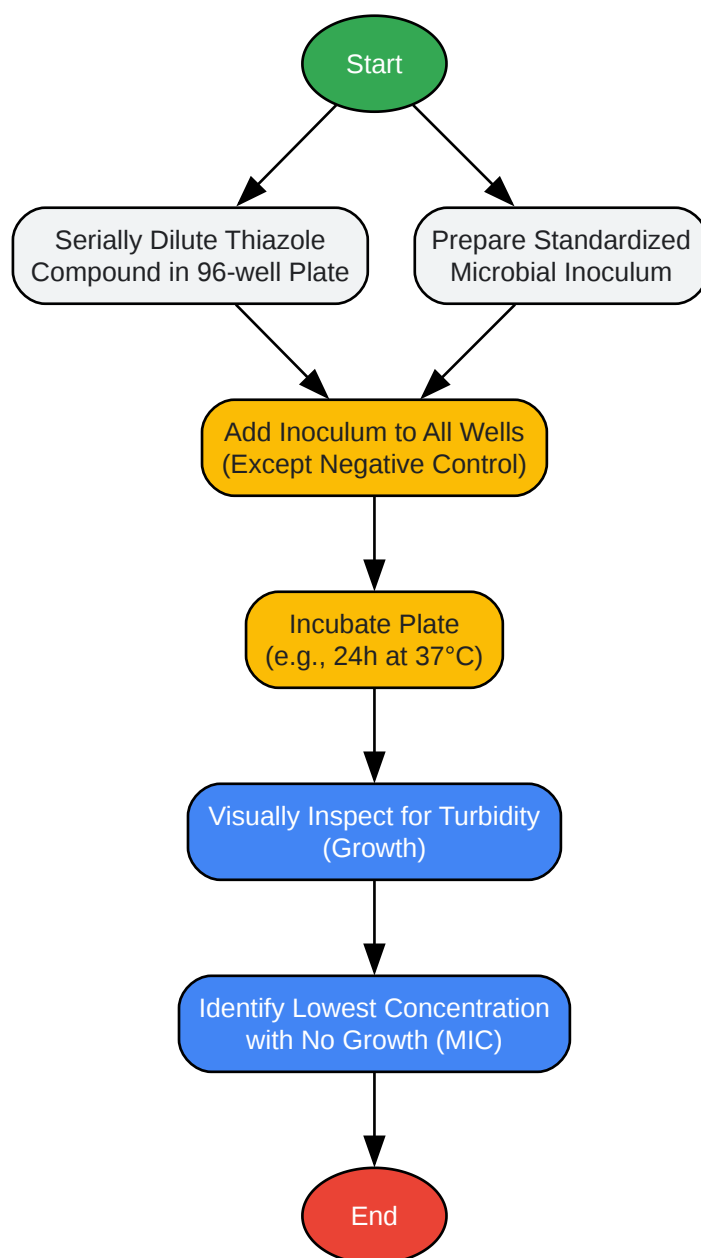 Start
Serially Dilute Thiazole
Compound in 96-well Plate
Prepare Standardized
Microbial Inoculum
Add Inoculum to All Wells
(Except Negative Control)
Incubate Plate
(e.g., 24h at 37°C)
Visually Inspect for Turbidity
(Growth)
Identify Lowest Concentration
with No Growth (MIC)
End